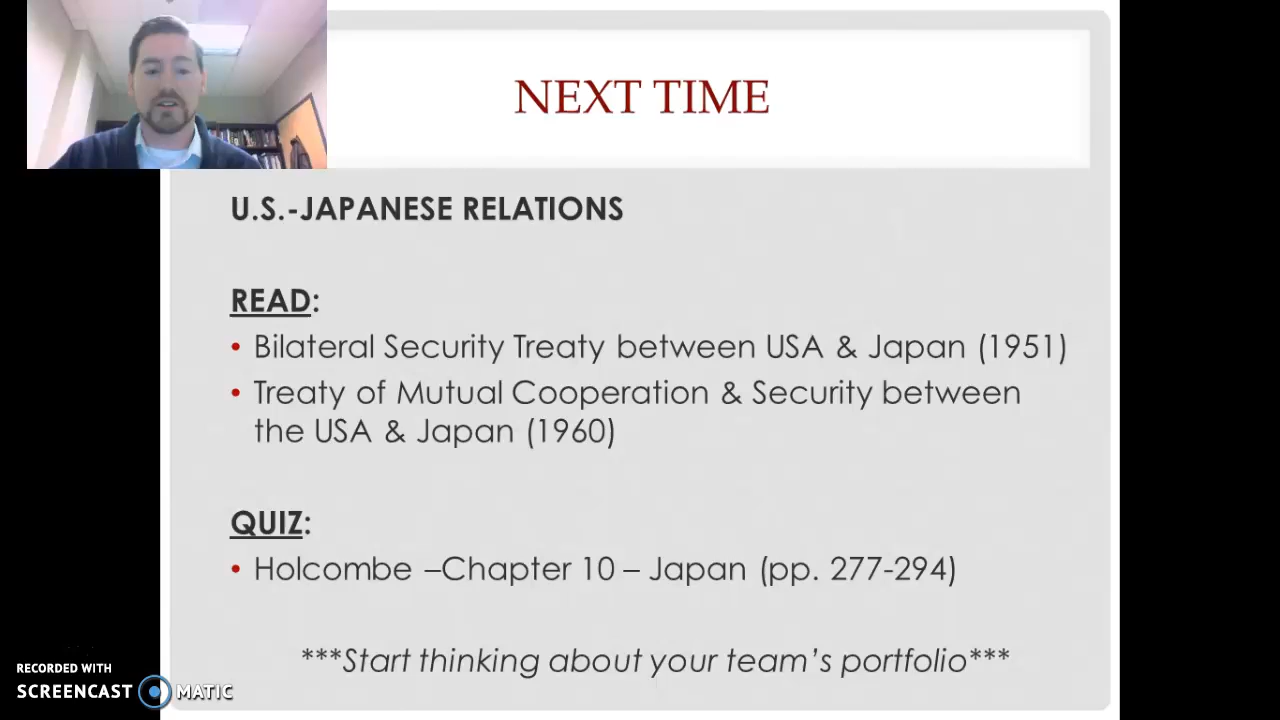 NEXT TIME
U.S.-JAPANESE RELATIONS
READ:
• Bilateral Security Treaty between USA & Japan (1951)
• Treaty of Mutual Cooperation & Security between
the USA & Japan (1960)
QUIZ:
• Holcombe –Chapter 10 – Japan (pp. 277-294)
***Start thinking about your team's portfolio***
RECORDED WITH
SCREENCAST MATIC